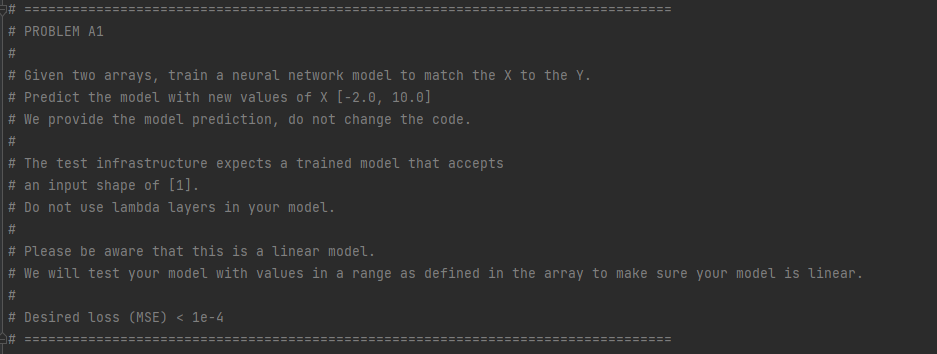 # =================================================================================
# PROBLEM A1
#
# Given two arrays, train a neural network model to match the X to the Y.
# Predict the model with new values of X [-2.0, 10.0]
# We provide the model prediction, do not change the code.
#
# The test infrastructure expects a trained model that accepts
# an input shape of [1].
# Do not use lambda layers in your model.
#
# Please be aware that this is a linear model.
# We will test your model with values in a range as defined in the array to make sure your model is linear.
#
# Desired loss (MSE) < 1e-4
# =================================================================================